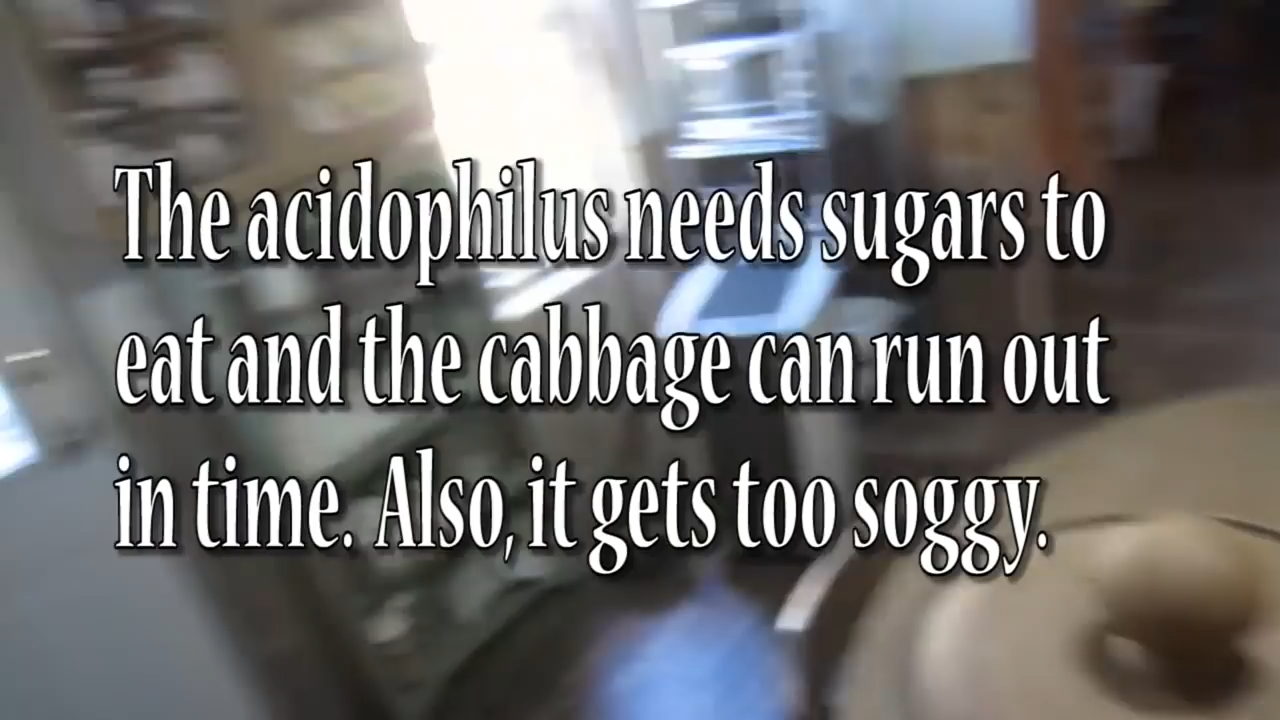 The acidophilus needs sugars to
eat and the cabbage can run out
in time. Also, it gets too soggy.